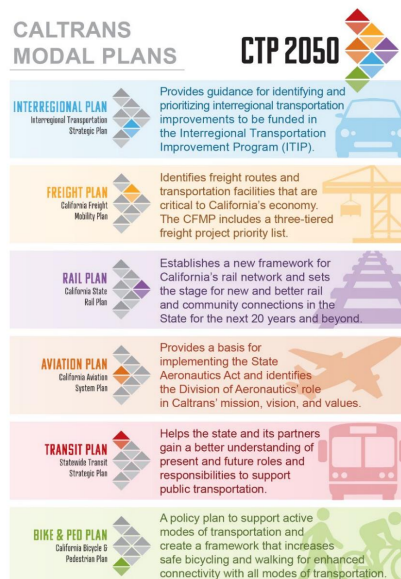 CALTRANS
MODAL PLANS
CTP 2050
INTERREGIONAL PLAN
Interregional Transportation
Strategic Plan
Provides guidance for identifying and
prioritizing interregional transportation
improvements to be funded in
the Interregional Transportation
Improvement Program (ITIP).
FREIGHT PLAN
California Freight
Mobility Plan
Identifies freight routes and
transportation facilities that are
critical to California's economy.
The CFMP includes a three-tiered
freight project priority list.
RAIL PLAN
California State
Rail Plan
Establishes a new framework for
California's rail network and sets
the stage for new and better rail
and community connections in the
State for the next 20 years and beyond.
AVIATION PLAN
California Aviation
System Plan
Provides a basis for
implementing the State
Aeronautics Act and identifies
the Division of Aeronautics' role
in Caltrans' mission, vision, and values.
TRANSIT PLAN
Statewide Transit
Strategic Plan
Helps the state and its partners
gain a better understanding of
present and future roles and
responsibilities to support
public transportation.
BIKE & PED PLAN
California Bicycle &
Pedestrian Plan
A policy plan to support active
modes of transportation and
create a framework that increases
safe bicycling and walking for enhanced
connectivity with all modes of transportation.